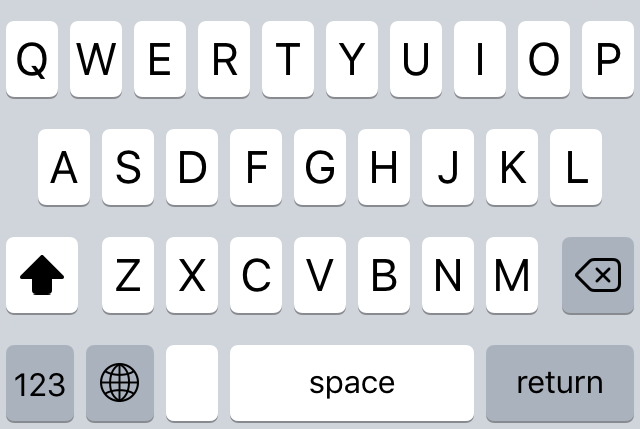 Q W E R T Y U I O P
A S D F G H J K L
Z X C V B N M
123 space return